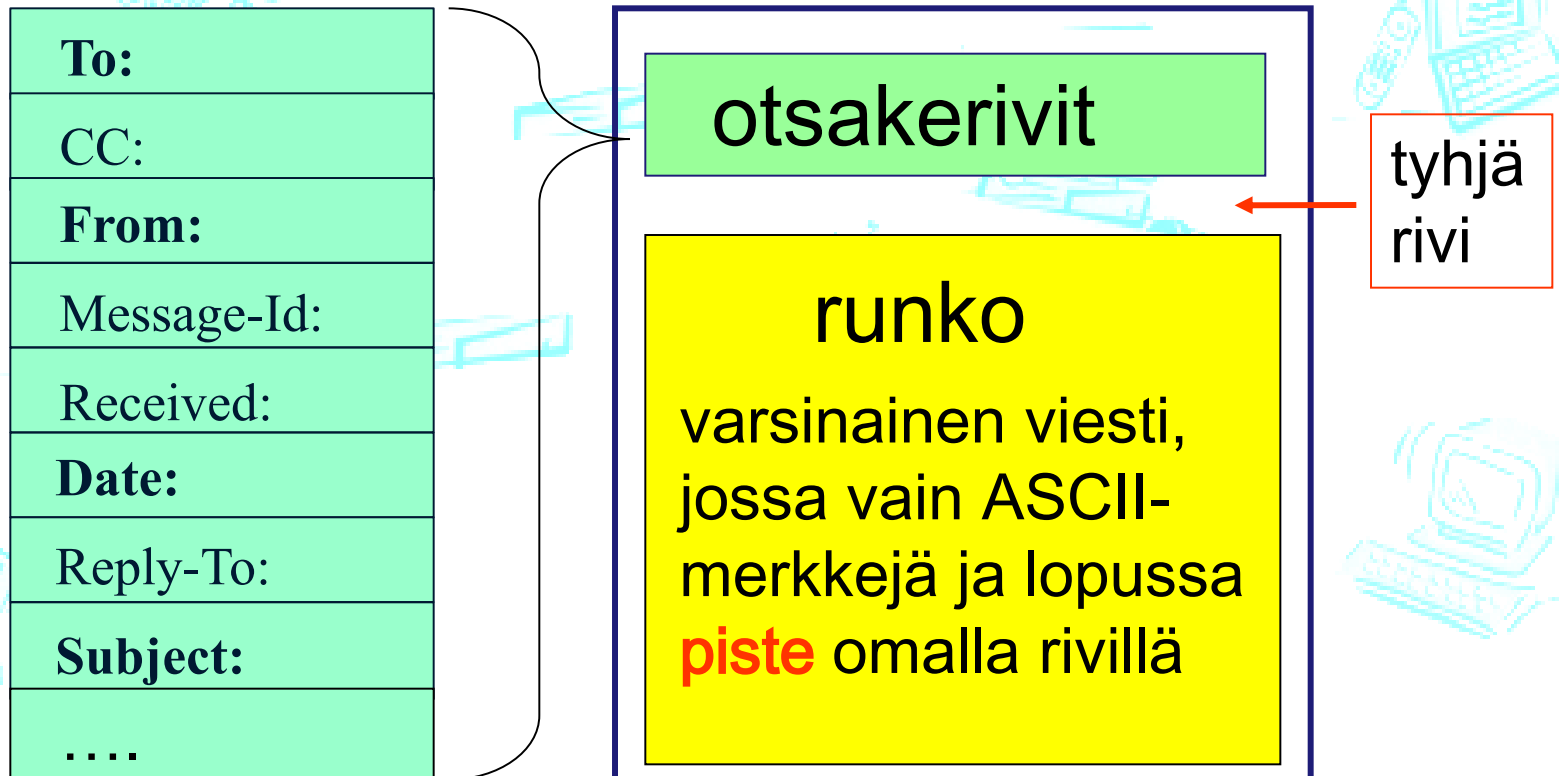 To:
CC:
From:
Message-Id:
Received:
Date:
Reply-To:
Subject:
….
otsakerivit
tyhjä
rivi
runko
varsinainen viesti,
jossa vain ASCII-
merkkejä ja lopussa
piste omalla rivillä